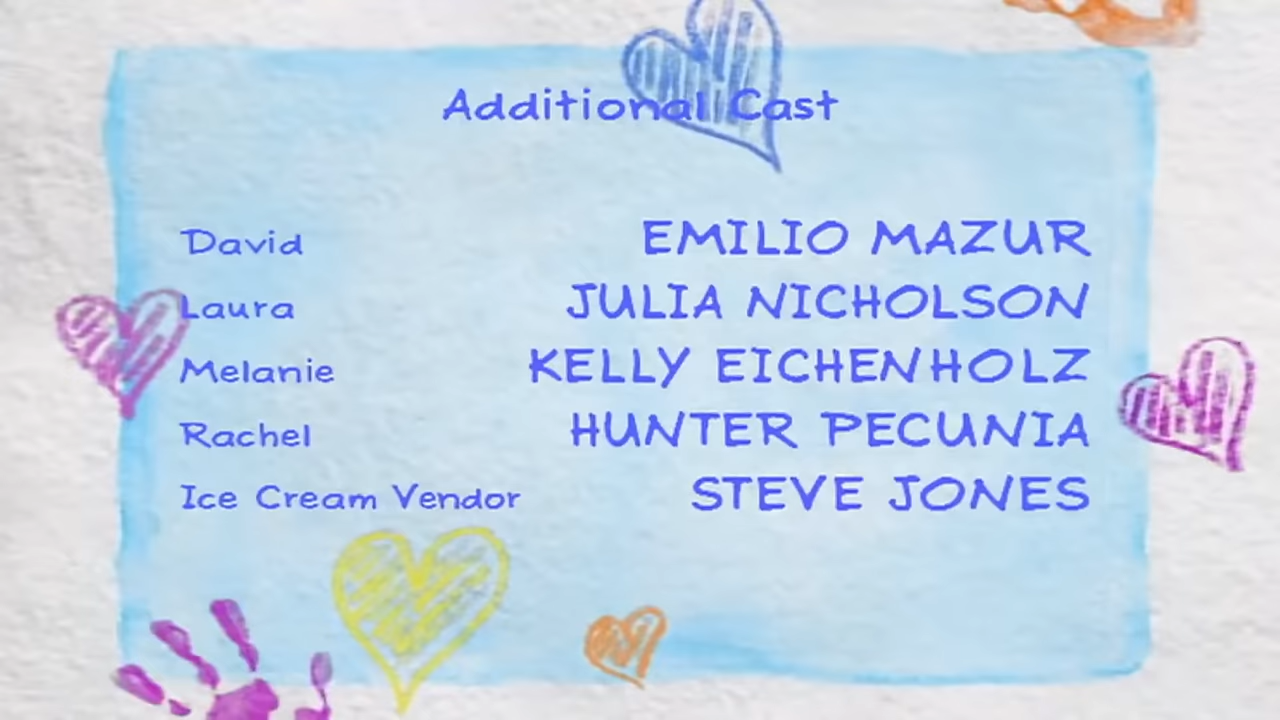 Additional Cast
David EMILIO MAZUR
Laura JULIA NICHOLSON
Melanie KELLY EICHENHOLZ
Rachel HUNTER PECUNIA
Ice Cream Vendor STEVE JONES